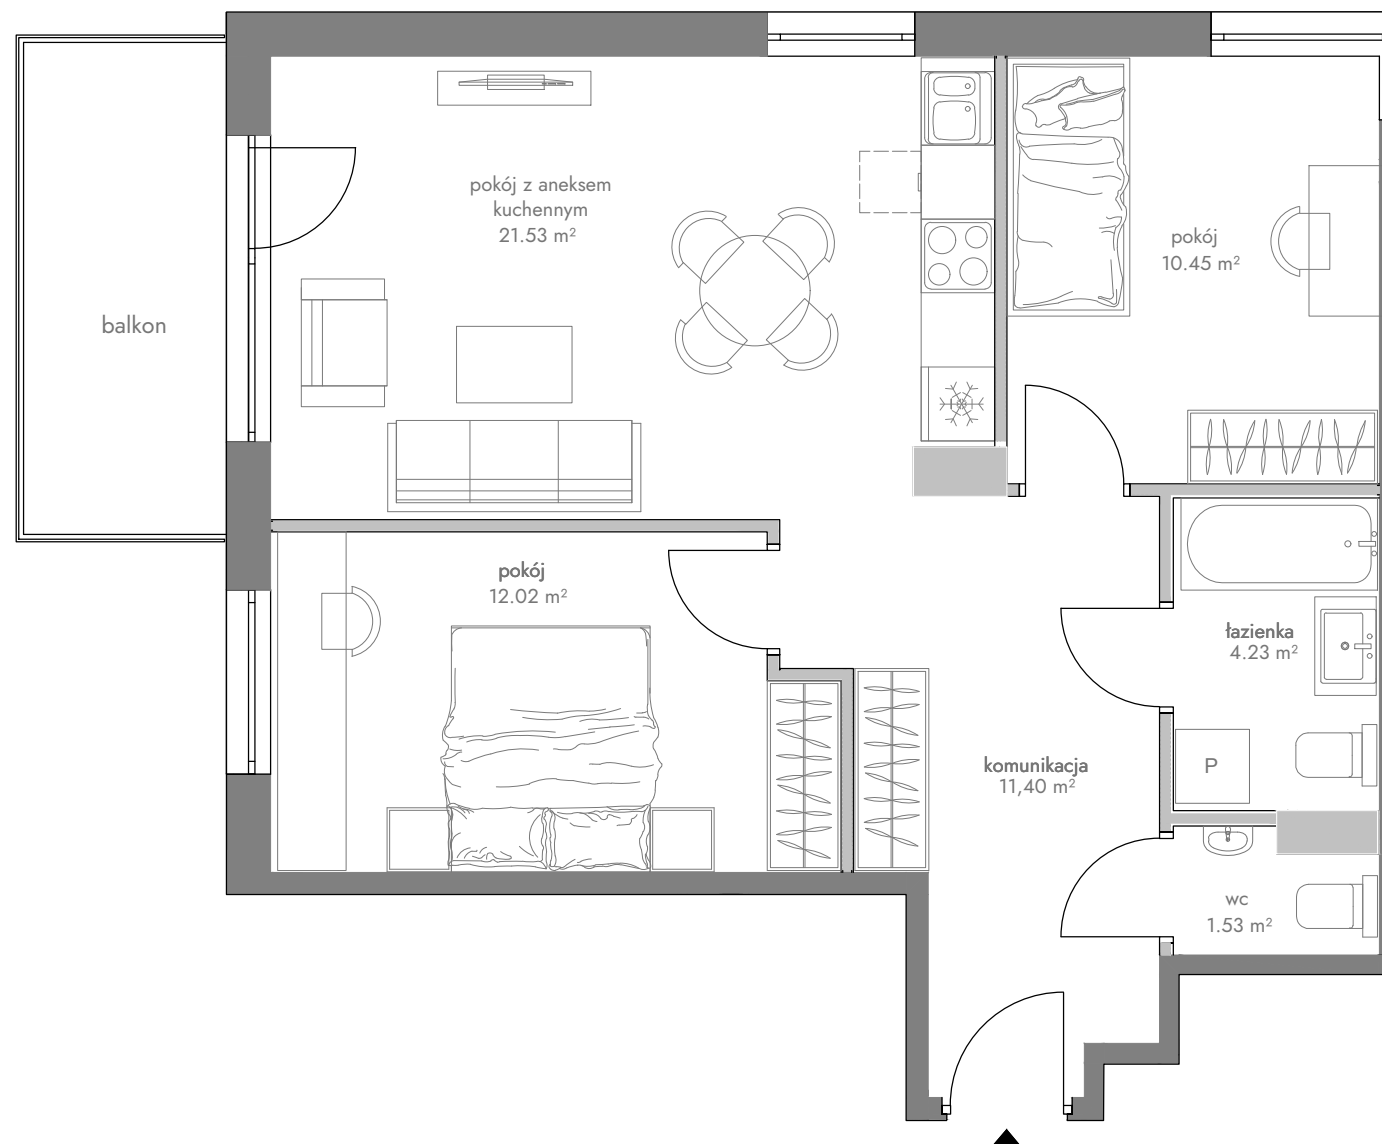 pokój z aneksem
kuchennym
21.53 m²
pokój
10.45 m²
balkon
pokój
12.02 m²
łazienka
4.23 m²
komunikacja
11,40 m²
P
wc
1.53 m²